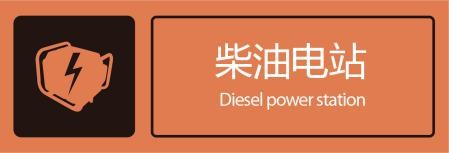 柴油电站
Diesel power station